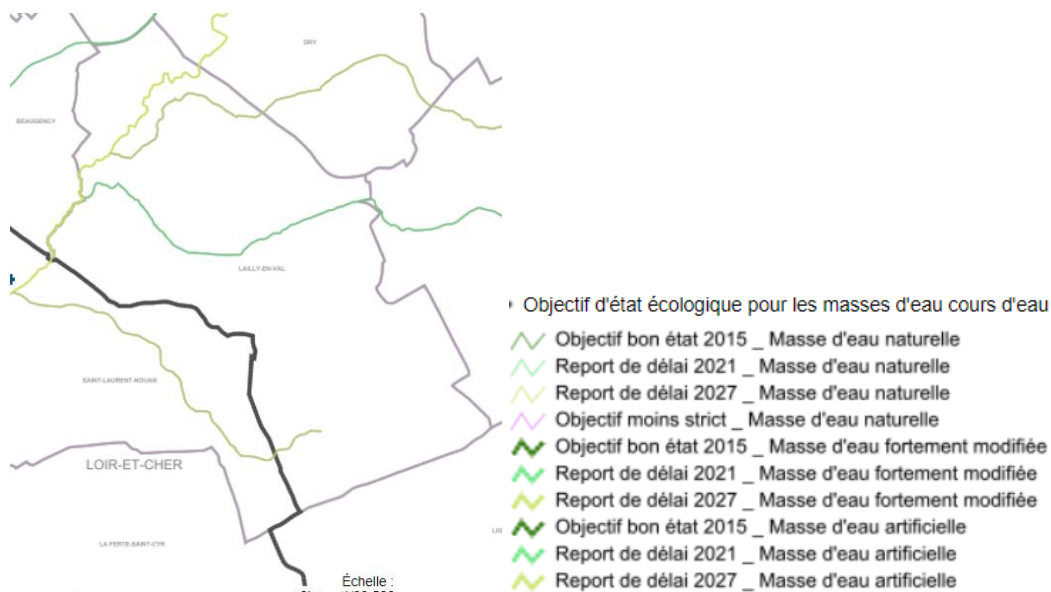 DRY
BEAUGENCY
LAILLY-EN-VAL
SAINT-LAURENT-NOUAN
LOIR-ET-CHER
LA FERTE-SAINT-CYR
Échelle :
Objectif d'état écologique pour les masses d'eau cours d'eau
Objectif bon état 2015 _ Masse d'eau naturelle
Report de délai 2021 _ Masse d'eau naturelle
Report de délai 2027 _ Masse d'eau naturelle
Objectif moins strict _ Masse d'eau naturelle
Objectif bon état 2015 _ Masse d'eau fortement modifiée
Report de délai 2021 _ Masse d'eau fortement modifiée
Report de délai 2027 _ Masse d'eau fortement modifiée
Objectif bon état 2015 _ Masse d'eau artificielle
Report de délai 2021 _ Masse d'eau artificielle
Report de délai 2027 _ Masse d'eau artificielle